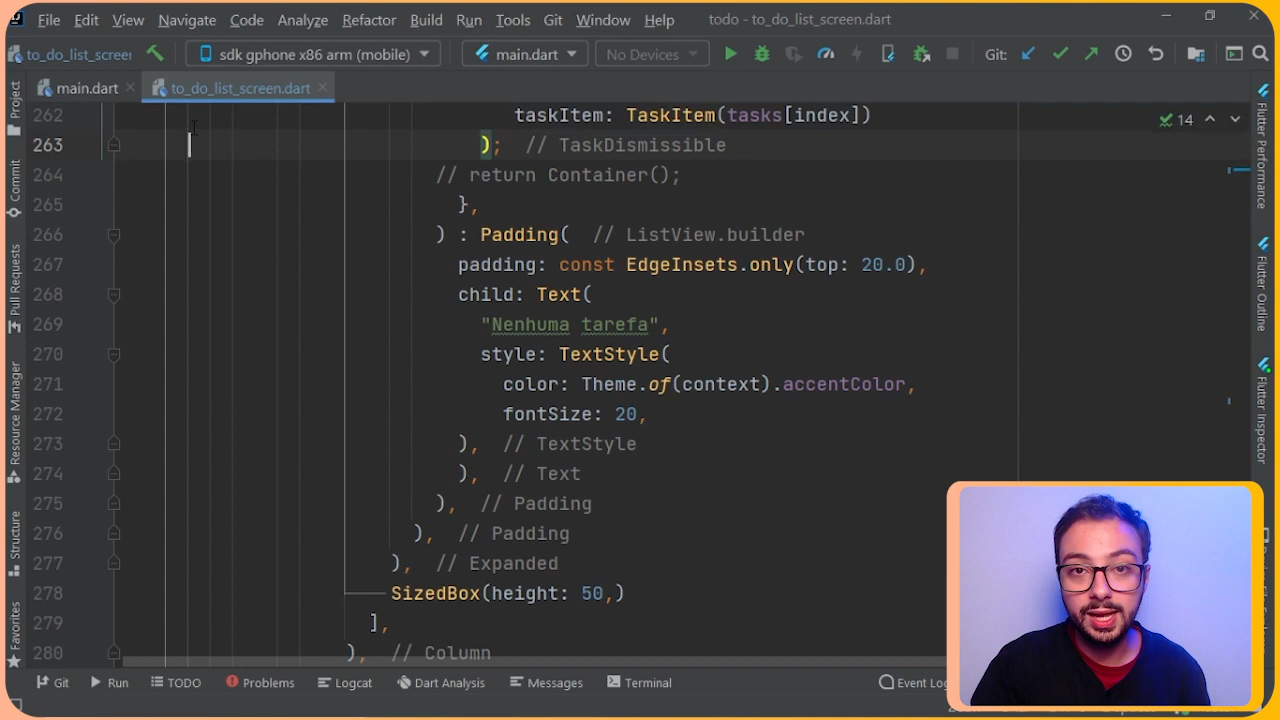 File Edit View Navigate Code Analyze Refactor Build Run Tools Git Window Help todo - to_do_list_screen.dart
to_do_list_screer sdk gphone x86 arm (mobile) main.dart No Devices Git:
main.dart to_do_list_screen.dart
Project
Commit
Pull Requests
Resource Manager
Structure
Favorites
262 taskItem: TaskItem(tasks[index])
263 ); // TaskDismissible
264 // return Container();
265 },
266 ) : Padding( // ListView.builder
267 padding: const EdgeInsets.only(top: 20.0),
268 child: Text(
269 "Nenhuma tarefa",
270 style: TextStyle(
271 color: Theme.of(context).accentColor,
272 fontSize: 20,
273 ), // TextStyle
274 ), // Text
275 ), // Padding
276 ), // Padding
277 ), // Expanded
278 SizedBox(height: 50,)
279 ],
280 ), // Column
14
Flutter Performance
Flutter Outline
Flutter Inspector
Git Run TODO Problems Logcat Dart Analysis Messages Terminal Event Log